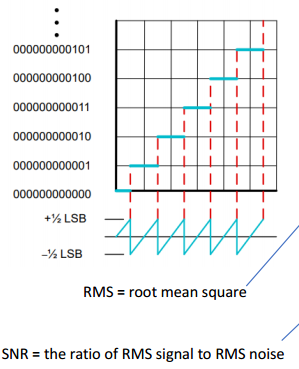 000000000101
000000000100
000000000011
000000000010
000000000001
000000000000
+½ LSB
–½ LSB
RMS = root mean square
SNR = the ratio of RMS signal to RMS noise